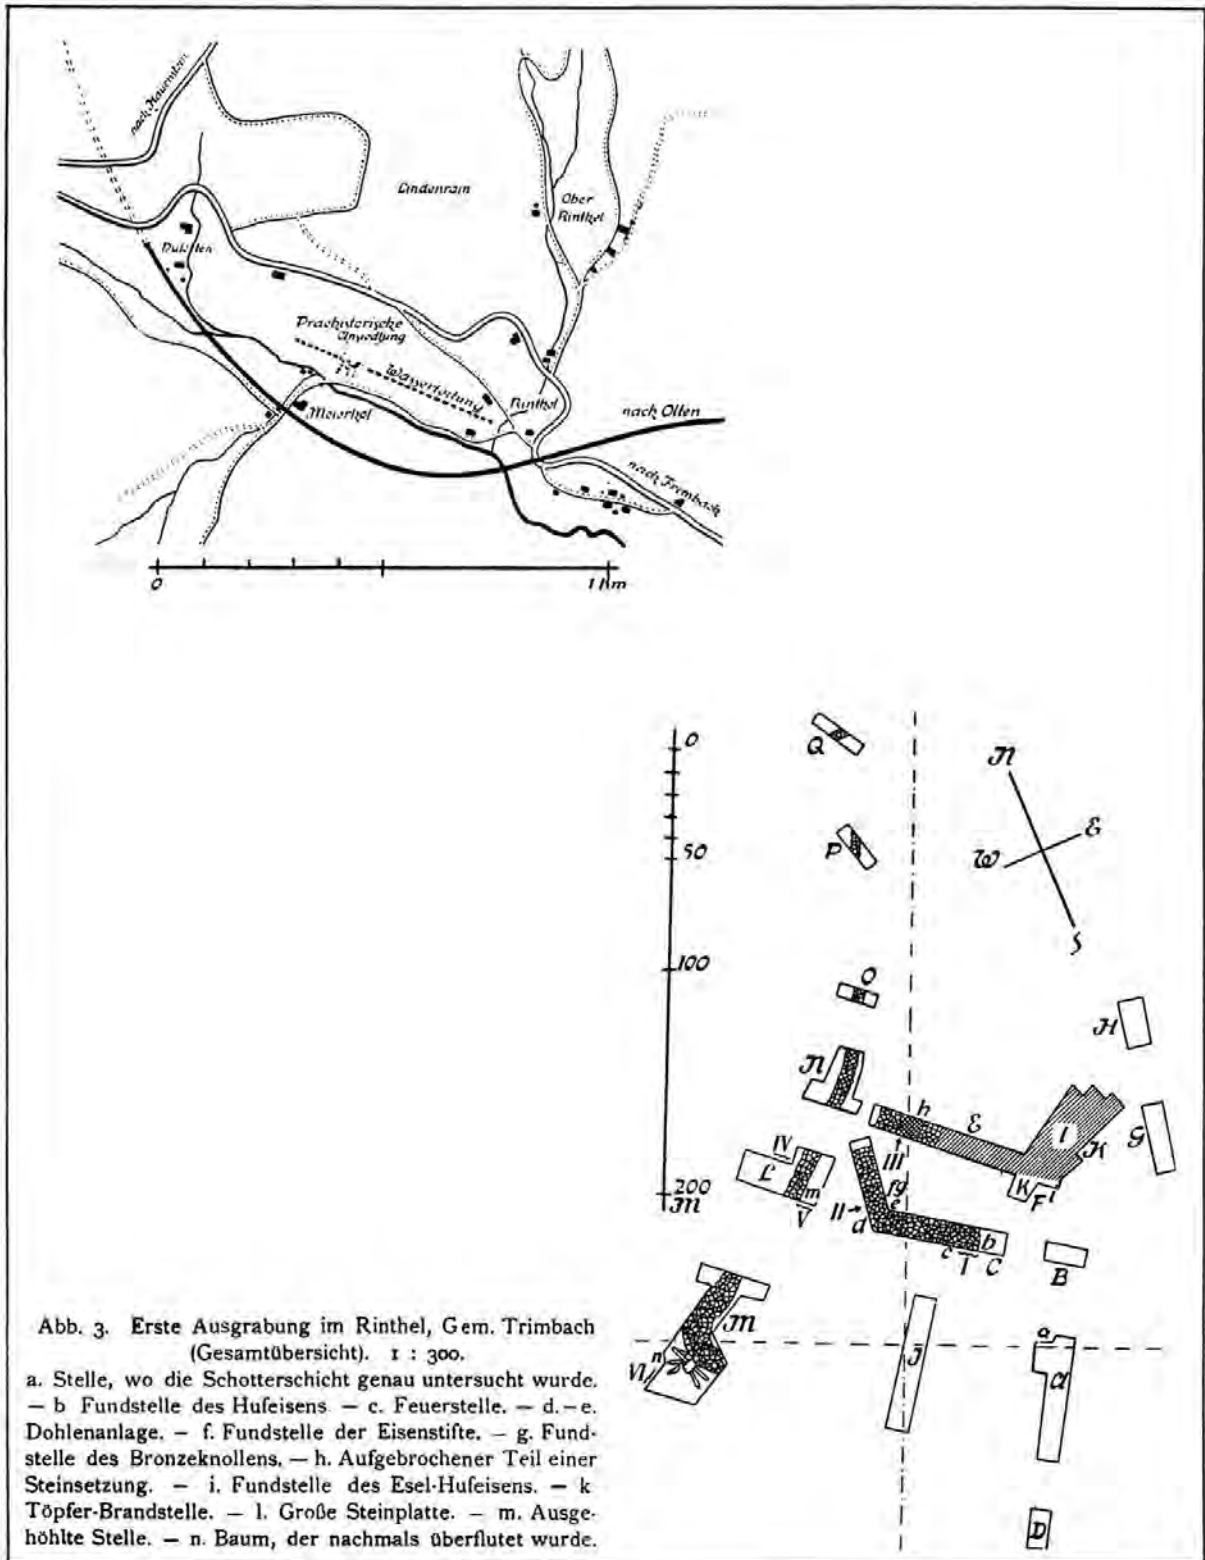 nach Hauenstein
Lindenrain
Ober
Rinthel
Praehistorische
Ansiedlung
Wasserleitung
Rinthel
Meierhof
nach Olten
nach Trimbach
0
1 Km
0
50
100
200
M
N
E
W
S
Q
P
O
H
N
h
E
l
K
G
III
IV
L
m
V
K
F
i
fg
e
II
d
b
c
I
C
B
M
n
VI
J
a
A
D
Abb. 3. Erste Ausgrabung im Rinthel, Gem. Trimbach
(Gesamtübersicht). 1 : 300.
a. Stelle, wo die Schotterschicht genau untersucht wurde.
— b Fundstelle des Hufeisens — c. Feuerstelle. — d.—e.
Dohlenanlage. — f. Fundstelle der Eisenstifte. — g. Fund-
stelle des Bronzeknollens. — h. Aufgebrochener Teil einer
Steinsetzung. — i. Fundstelle des Esel-Hufeisens. — k
Töpfer-Brandstelle. — l. Große Steinplatte. — m. Ausge-
höhlte Stelle. — n. Baum, der nachmals überflutet wurde.